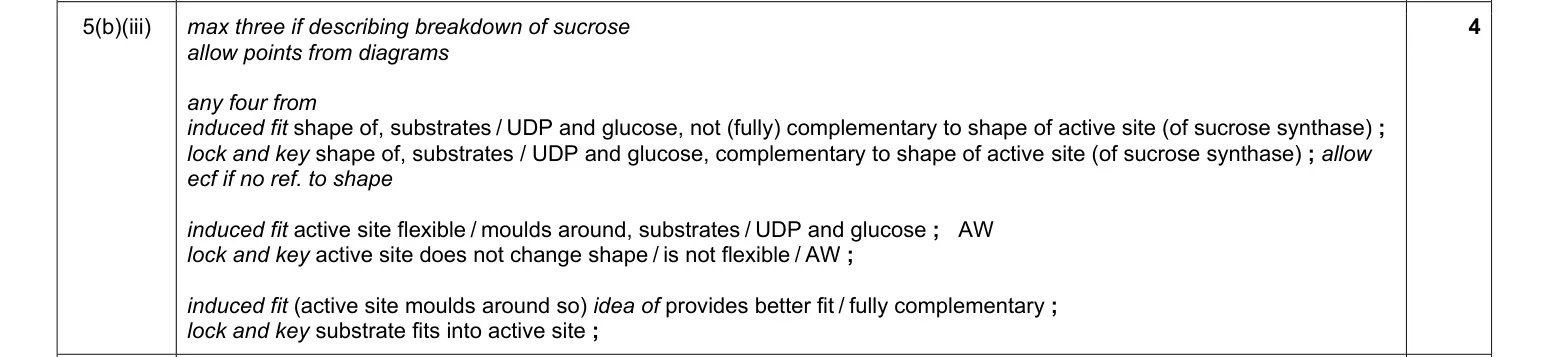 5(b)(iii) max three if describing breakdown of sucrose 4
allow points from diagrams
any four from
induced fit shape of, substrates / UDP and glucose, not (fully) complementary to shape of active site (of sucrose synthase) ;
lock and key shape of, substrates / UDP and glucose, complementary to shape of active site (of sucrose synthase) ; allow
ecf if no ref. to shape
induced fit active site flexible / moulds around, substrates / UDP and glucose ; AW
lock and key active site does not change shape / is not flexible / AW ;
induced fit (active site moulds around so) idea of provides better fit / fully complementary ;
lock and key substrate fits into active site ;